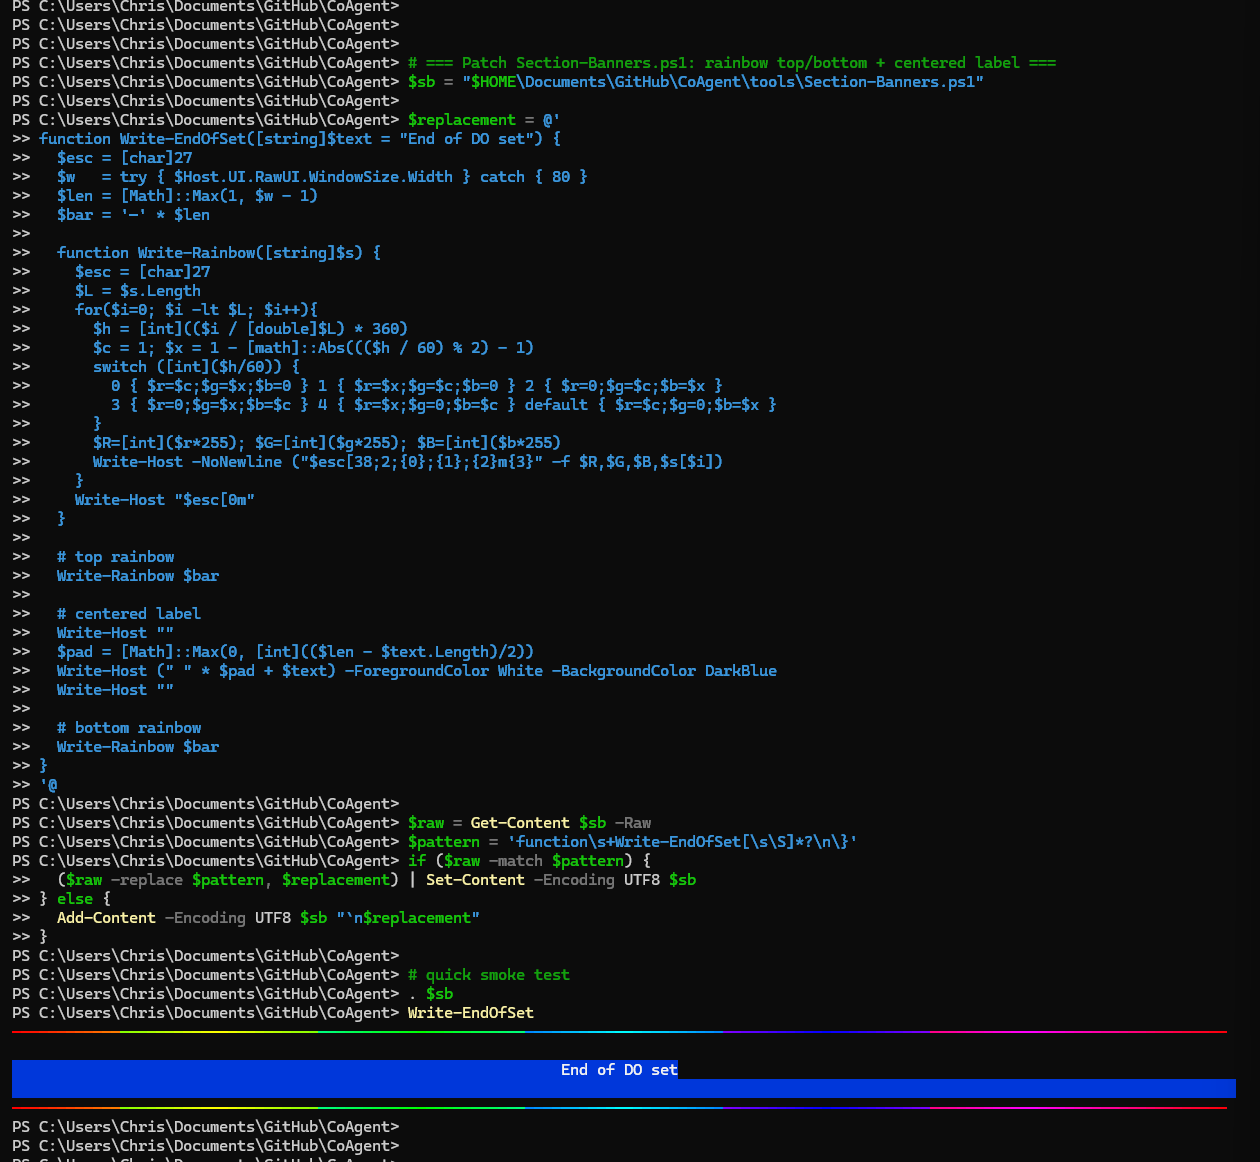 PS C:\Users\Chris\Documents\GitHub\CoAgent>
PS C:\Users\Chris\Documents\GitHub\CoAgent>
PS C:\Users\Chris\Documents\GitHub\CoAgent>
PS C:\Users\Chris\Documents\GitHub\CoAgent> # === Patch Section-Banners.ps1: rainbow top/bottom + centered label ===
PS C:\Users\Chris\Documents\GitHub\CoAgent> $sb = "$HOME\Documents\GitHub\CoAgent\tools\Section-Banners.ps1"
PS C:\Users\Chris\Documents\GitHub\CoAgent>
PS C:\Users\Chris\Documents\GitHub\CoAgent> $replacement = @'
>> function Write-EndOfSet([string]$text = "End of DO set") {
>>   $esc = [char]27
>>   $w   = try { $Host.UI.RawUI.WindowSize.Width } catch { 80 }
>>   $len = [Math]::Max(1, $w - 1)
>>   $bar = '-' * $len
>>
>>   function Write-Rainbow([string]$s) {
>>     $esc = [char]27
>>     $L = $s.Length
>>     for($i=0; $i -lt $L; $i++){
>>       $h = [int](($i / [double]$L) * 360)
>>       $c = 1; $x = 1 - [math]::Abs((($h / 60) % 2) - 1)
>>       switch ([int]($h/60)) {
>>         0 { $r=$c;$g=$x;$b=0 } 1 { $r=$x;$g=$c;$b=0 } 2 { $r=0;$g=$c;$b=$x }
>>         3 { $r=0;$g=$x;$b=$c } 4 { $r=$x;$g=0;$b=$c } default { $r=$c;$g=0;$b=$x }
>>       }
>>       $R=[int]($r*255); $G=[int]($g*255); $B=[int]($b*255)
>>       Write-Host -NoNewline ("$esc[38;2;{0};{1};{2}m{3}" -f $R,$G,$B,$s[$i])
>>     }
>>     Write-Host "$esc[0m"
>>   }
>>
>>   # top rainbow
>>   Write-Rainbow $bar
>>
>>   # centered label
>>   Write-Host ""
>>   $pad = [Math]::Max(0, [int](($len - $text.Length)/2))
>>   Write-Host (" " * $pad + $text) -ForegroundColor White -BackgroundColor DarkBlue
>>   Write-Host ""
>>
>>   # bottom rainbow
>>   Write-Rainbow $bar
>> }
>> '@
PS C:\Users\Chris\Documents\GitHub\CoAgent>
PS C:\Users\Chris\Documents\GitHub\CoAgent> $raw = Get-Content $sb -Raw
PS C:\Users\Chris\Documents\GitHub\CoAgent> $pattern = 'function\s+Write-EndOfSet[\s\S]*?\n\}'
PS C:\Users\Chris\Documents\GitHub\CoAgent> if ($raw -match $pattern) {
>>   ($raw -replace $pattern, $replacement) | Set-Content -Encoding UTF8 $sb
>> } else {
>>   Add-Content -Encoding UTF8 $sb "`n$replacement"
>> }
PS C:\Users\Chris\Documents\GitHub\CoAgent>
PS C:\Users\Chris\Documents\GitHub\CoAgent> # quick smoke test
PS C:\Users\Chris\Documents\GitHub\CoAgent> . $sb
PS C:\Users\Chris\Documents\GitHub\CoAgent> Write-EndOfSet
End of DO set
PS C:\Users\Chris\Documents\GitHub\CoAgent>
PS C:\Users\Chris\Documents\GitHub\CoAgent>
PS C:\Users\Chris\Documents\GitHub\CoAgent>